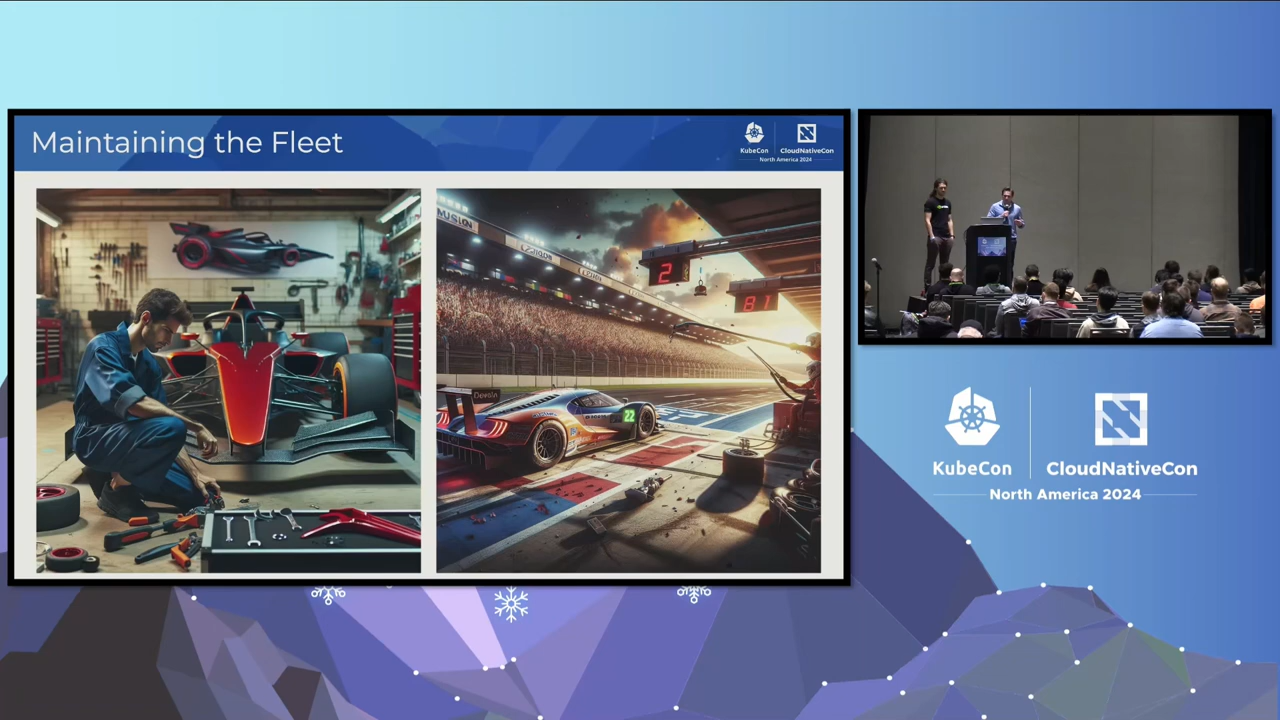 Maintaining the Fleet
KubeCon
CloudNativeCon
North America 2024
2
81
22
KubeCon
CloudNativeCon
North America 2024